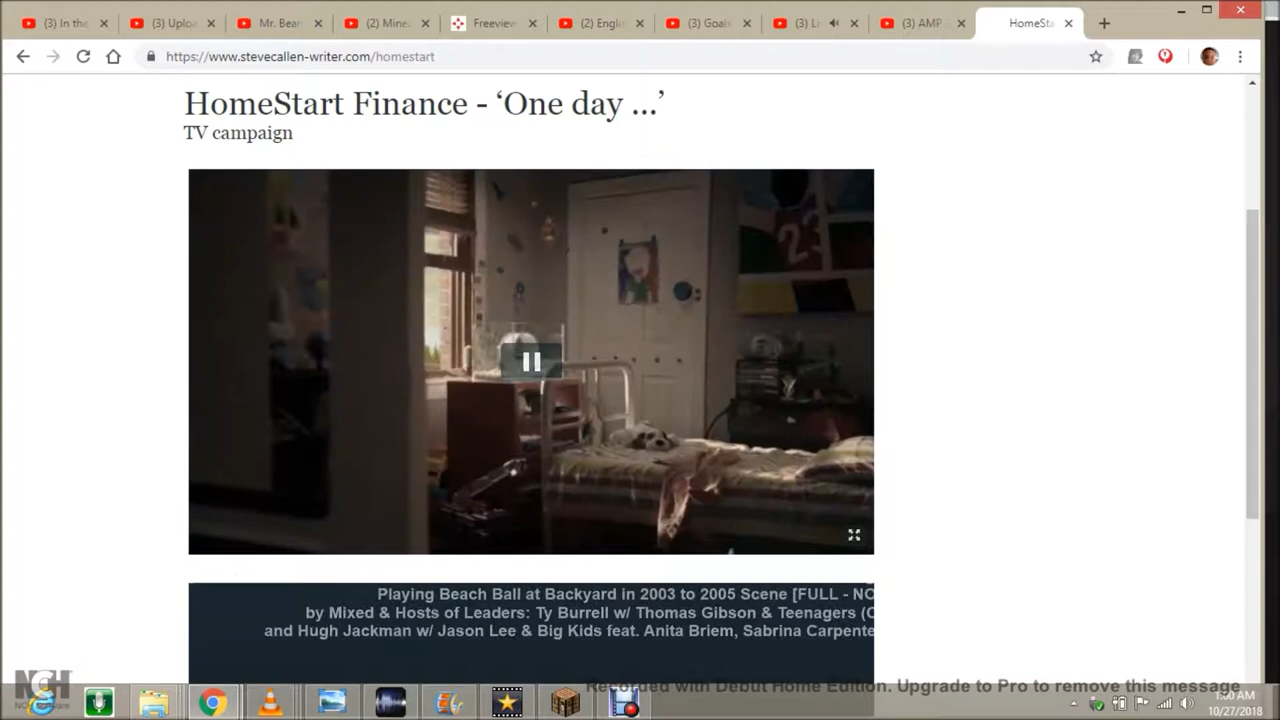 (3) In the
(3) Uploa
Mr. Bean
(2) Mine
Freeview
(2) Engli
(3) Goals
(3) Li
(3) AMP -
HomeSta
https://www.stevecallen-writer.com/homestart
HomeStart Finance - ‘One day ...’
TV campaign
23
Playing Beach Ball at Backyard in 2003 to 2005 Scene [FULL - NO
by Mixed & Hosts of Leaders: Ty Burrell w/ Thomas Gibson & Teenagers (C
and Hugh Jackman w/ Jason Lee & Big Kids feat. Anita Briem, Sabrina Carpente
Recorded with Debut Home Edition. Upgrade to Pro to remove this message
NCH
1:00 AM
10/27/2018